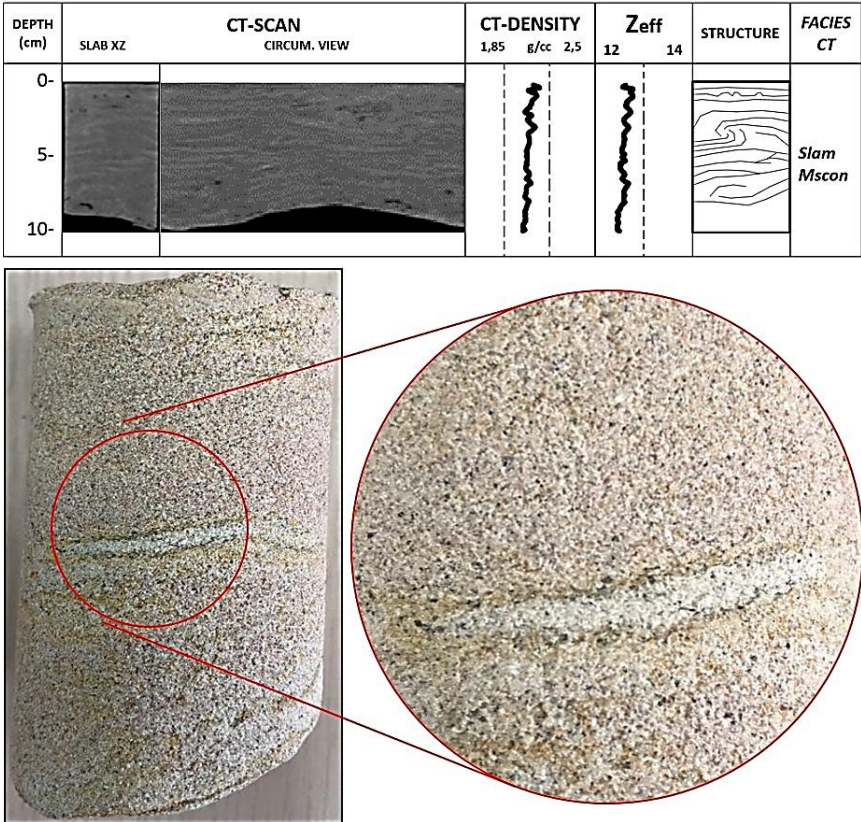 DEPTH (cm)
CT-SCAN
SLAB XZ
CIRCUM. VIEW
CT-DENSITY
1,85 g/cc 2,5
Zeff
12 14
STRUCTURE
FACIES CT
0-
5-
10-
Slam
Mscon